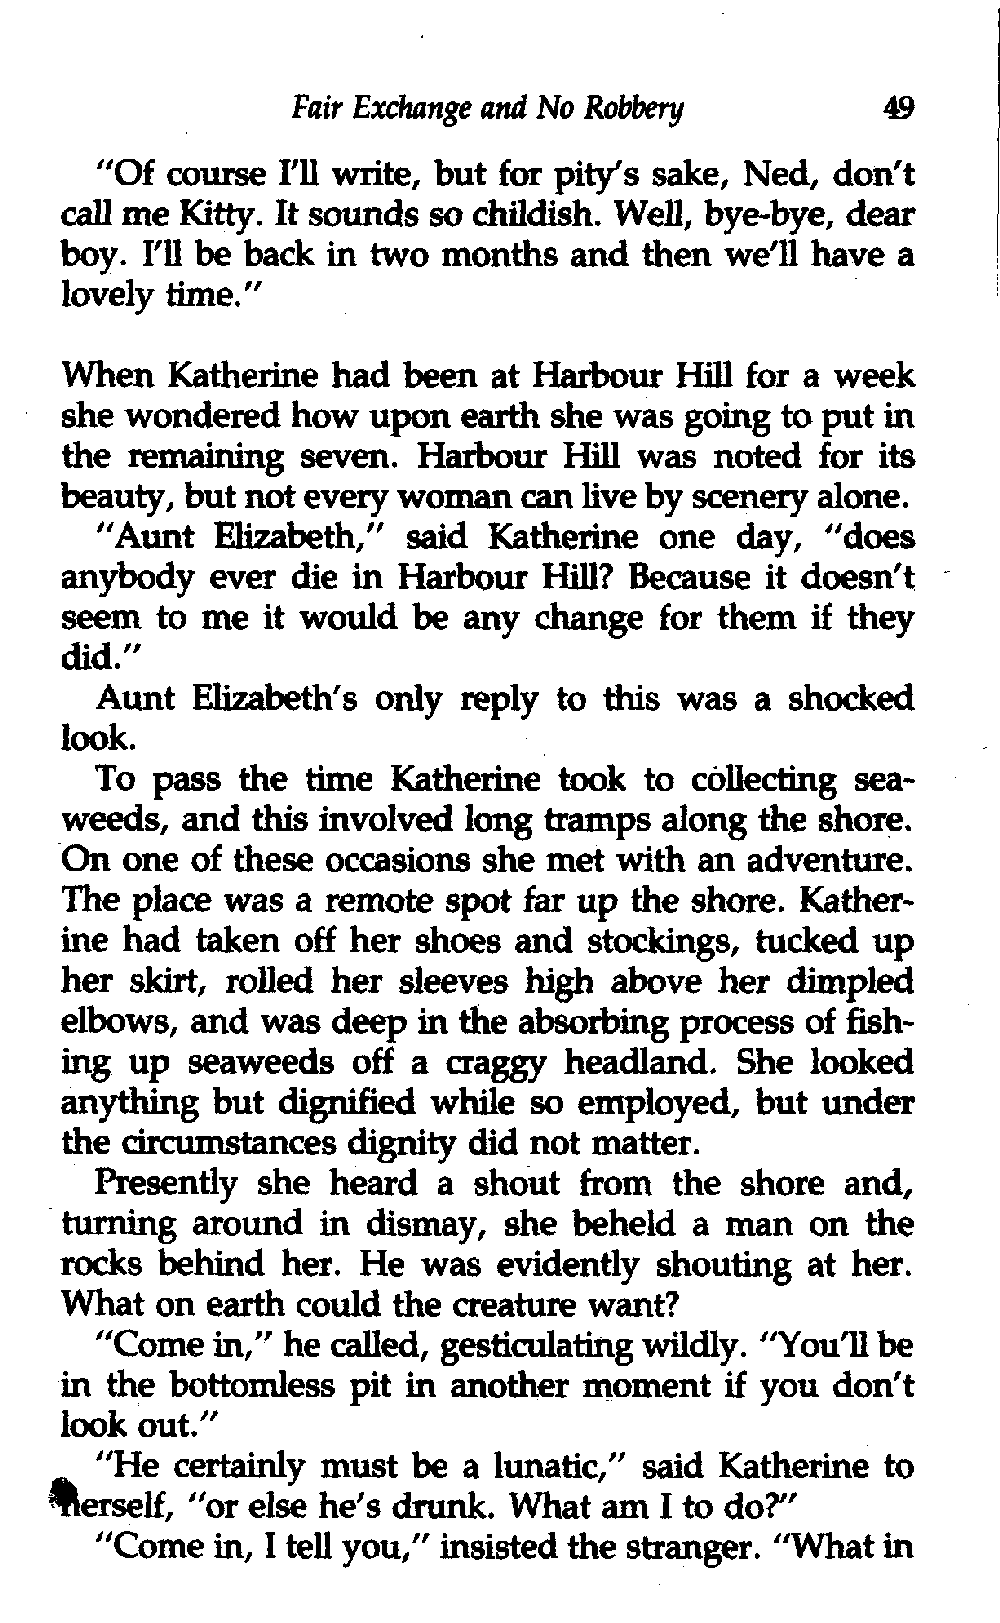 Fair Exchange and No Robbery 49
"Of course I'll write, but for pity's sake, Ned, don't
call me Kitty. It sounds so childish. Well, bye-bye, dear
boy. I'll be back in two months and then we'll have a
lovely time."
When Katherine had been at Harbour Hill for a week
she wondered how upon earth she was going to put in
the remaining seven. Harbour Hill was noted for its
beauty, but not every woman can live by scenery alone.
"Aunt Elizabeth," said Katherine one day, "does
anybody ever die in Harbour Hill? Because it doesn't
seem to me it would be any change for them if they
did."
Aunt Elizabeth's only reply to this was a shocked
look.
To pass the time Katherine took to collecting sea-
weeds, and this involved long tramps along the shore.
On one of these occasions she met with an adventure.
The place was a remote spot far up the shore. Kather-
ine had taken off her shoes and stockings, tucked up
her skirt, rolled her sleeves high above her dimpled
elbows, and was deep in the absorbing process of fish-
ing up seaweeds off a craggy headland. She looked
anything but dignified while so employed, but under
the circumstances dignity did not matter.
Presently she heard a shout from the shore and,
turning around in dismay, she beheld a man on the
rocks behind her. He was evidently shouting at her.
What on earth could the creature want?
"Come in," he called, gesticulating wildly. "You'll be
in the bottomless pit in another moment if you don't
look out."
"He certainly must be a lunatic," said Katherine to
herself, "or else he's drunk. What am I to do?"
"Come in, I tell you," insisted the stranger. "What in